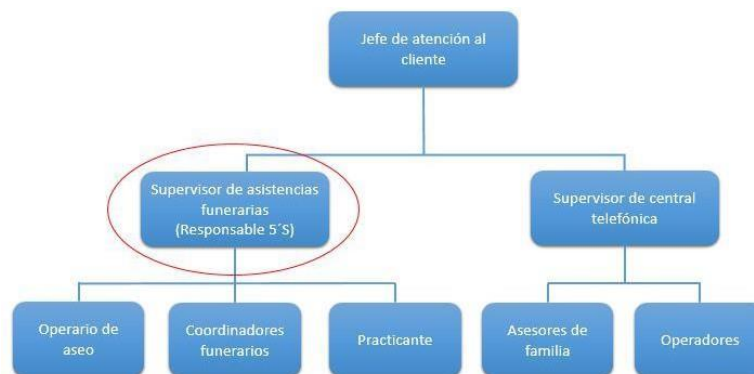 Jefe de atención al
cliente
Supervisor de asistencias
funerarias
(Responsable 5´S)
Supervisor de central
telefónica
Operario de
aseo
Coordinadores
funerarios
Practicante
Asesores de
familia
Operadores